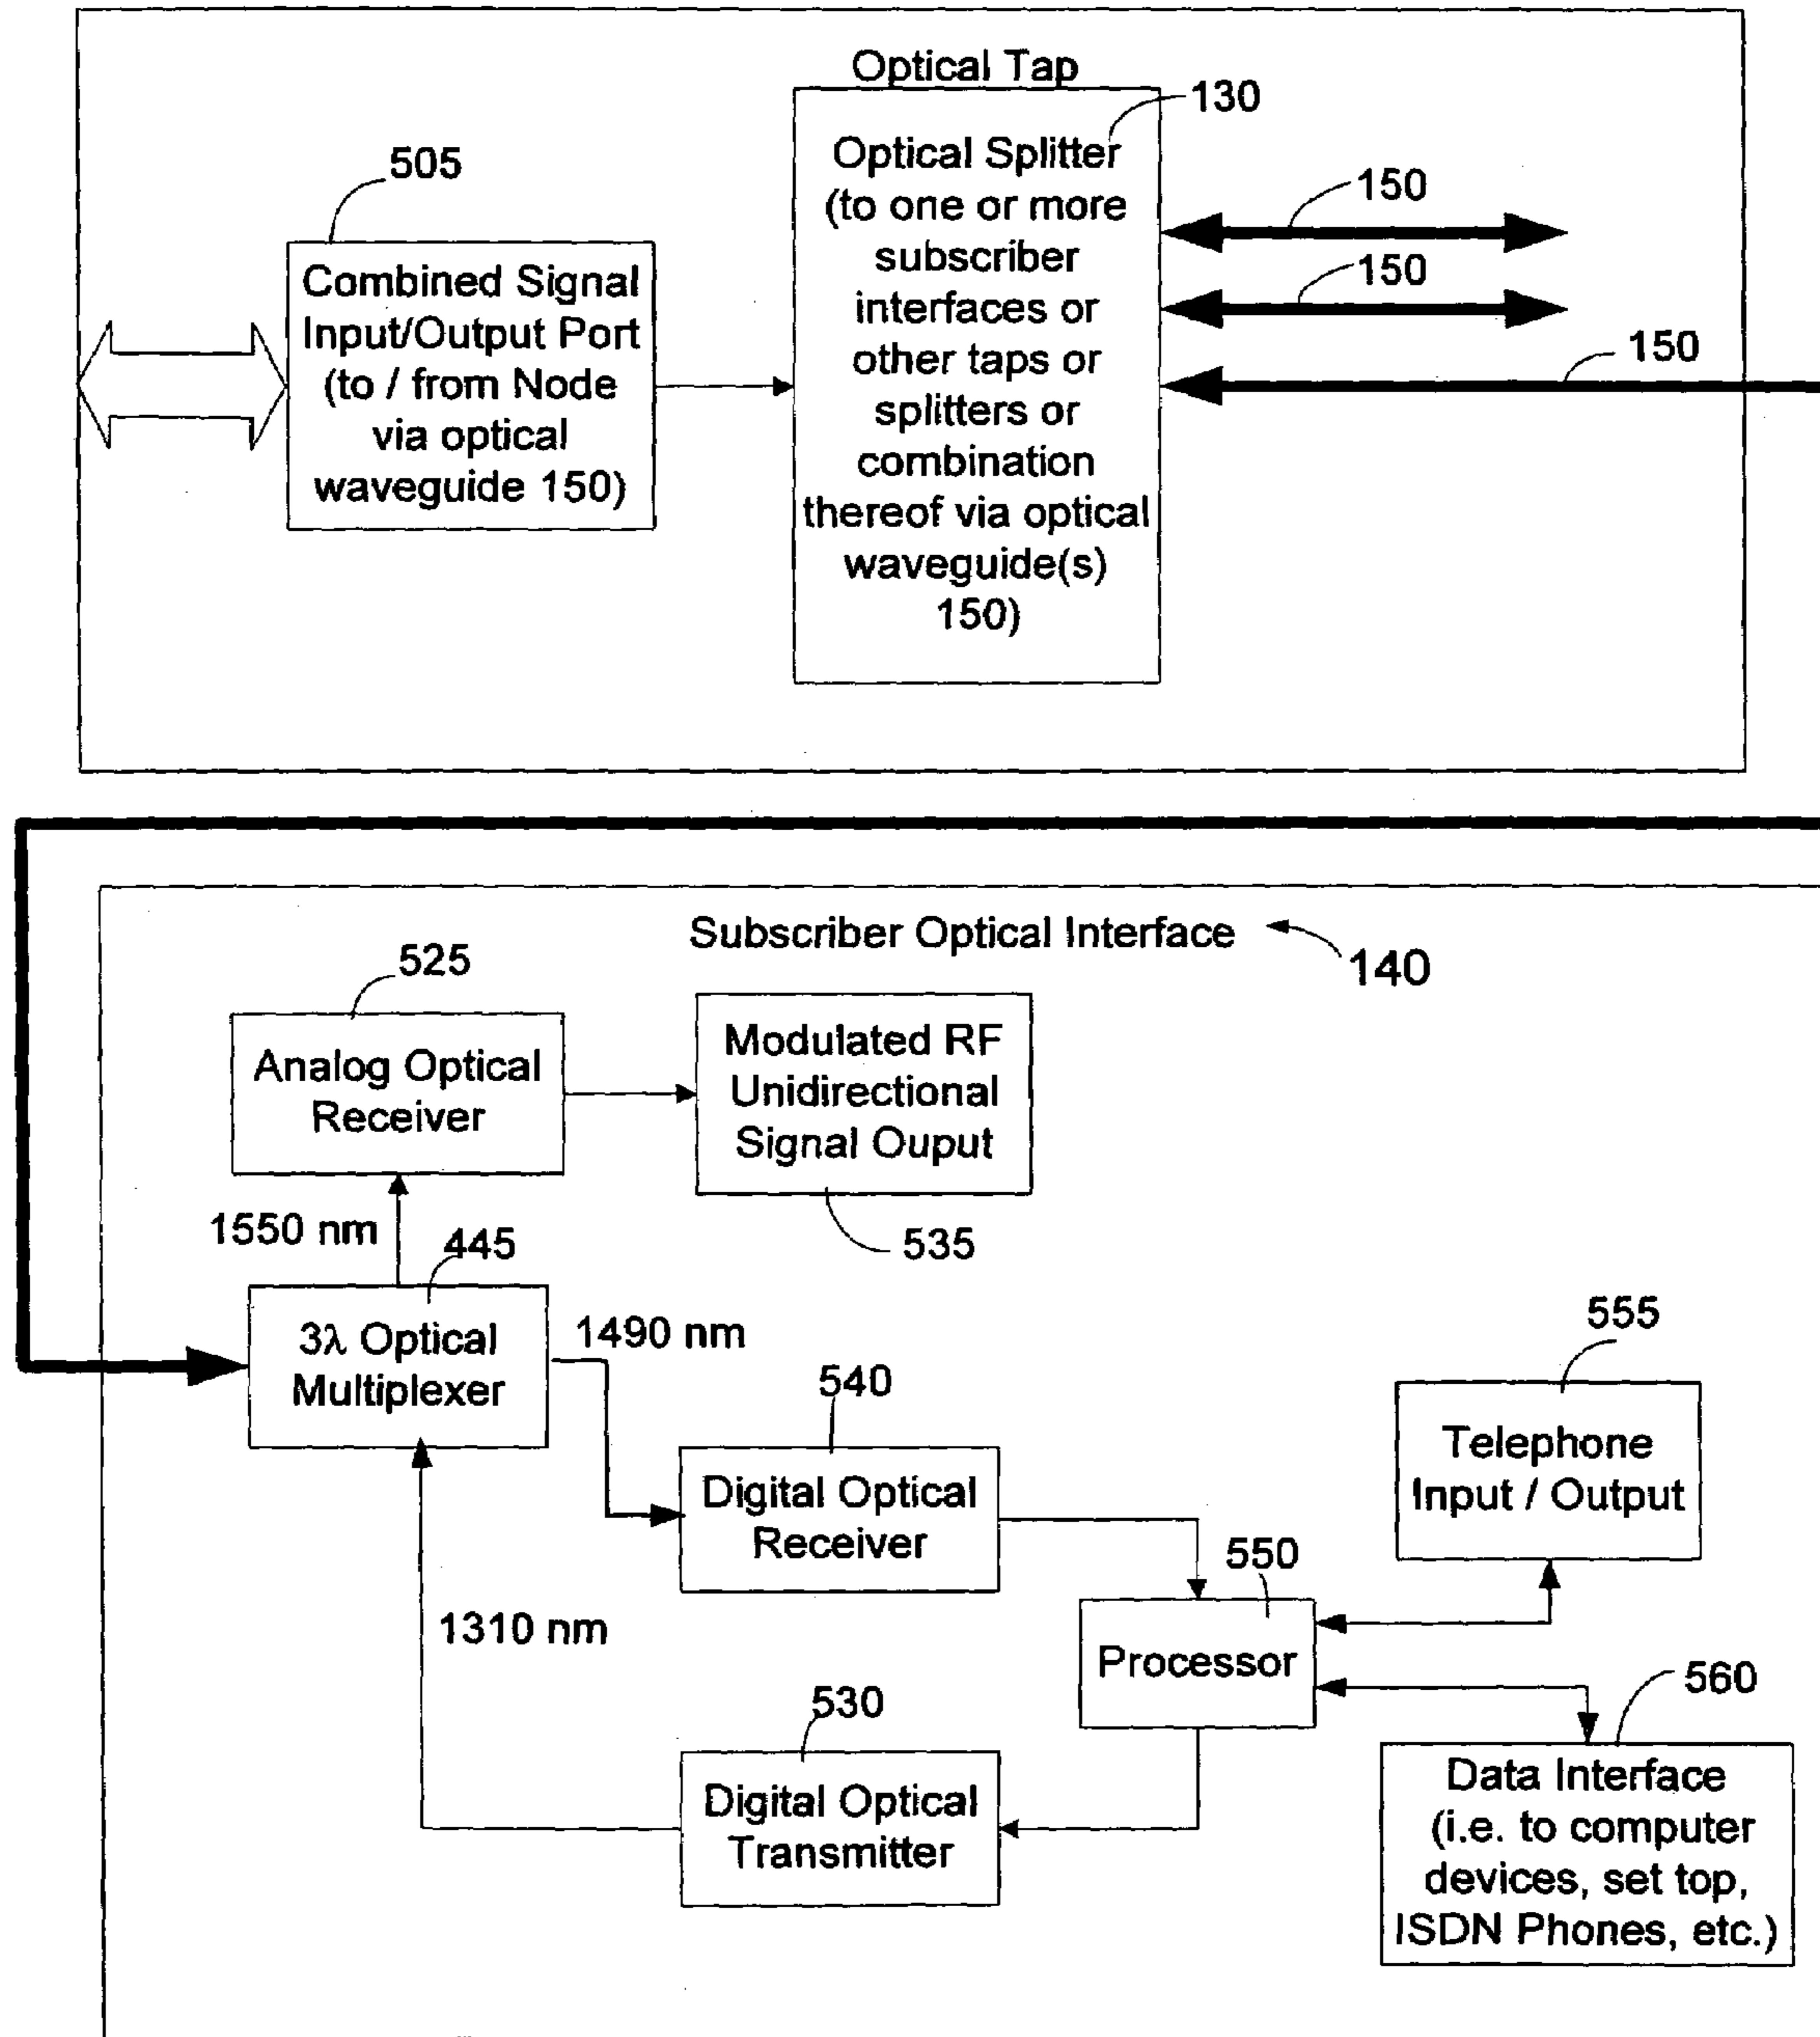 Optical Tap
130
505
Optical Splitter
(to one or more
subscriber
interfaces or
other taps or
splitters or
combination
thereof via optical
waveguide(s)
150)
150
150
150
Combined Signal
Input/Output Port
(to / from Node
via optical
waveguide 150)
Subscriber Optical Interface
140
525
Analog Optical
Receiver
Modulated RF
Unidirectional
Signal Ouput
535
1550 nm
445
3λ Optical
Multiplexer
1490 nm
540
Digital Optical
Receiver
555
Telephone
Input / Output
550
Processor
1310 nm
530
Digital Optical
Transmitter
560
Data Interface
(i.e. to computer
devices, set top,
ISDN Phones, etc.)